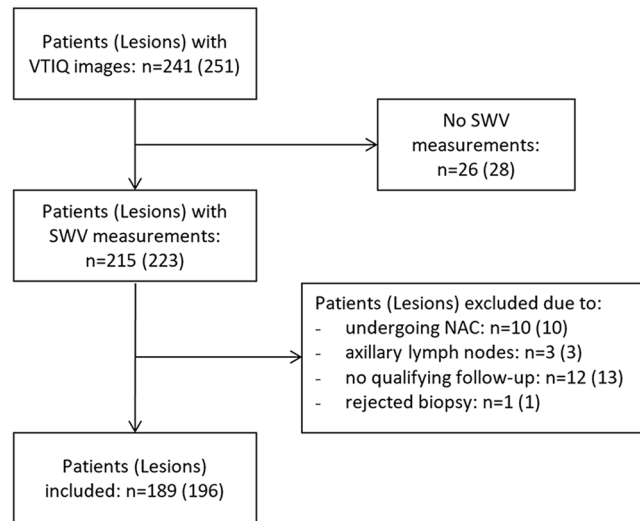 Patients (Lesions) with
VTIQ images: n=241 (251)
No SWV
measurements:
n=26 (28)
Patients (Lesions) with
SWV measurements:
n=215 (223)
Patients (Lesions) excluded due to:
- undergoing NAC: n=10 (10)
- axillary lymph nodes: n=3 (3)
- no qualifying follow-up: n=12 (13)
- rejected biopsy: n=1 (1)
Patients (Lesions)
included: n=189 (196)